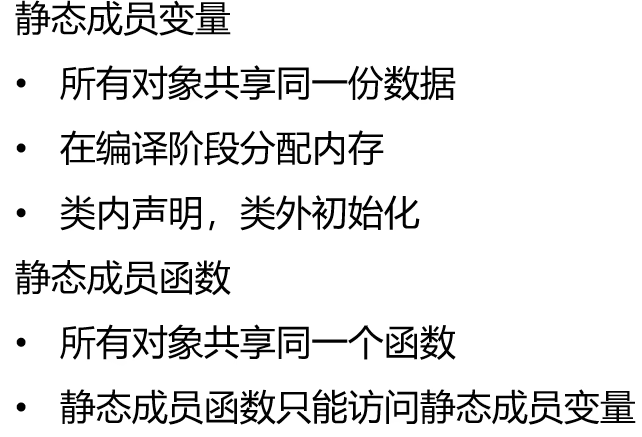 静态成员变量
• 所有对象共享同一份数据
• 在编译阶段分配内存
• 类内声明，类外初始化
静态成员函数
• 所有对象共享同一个函数
• 静态成员函数只能访问静态成员变量